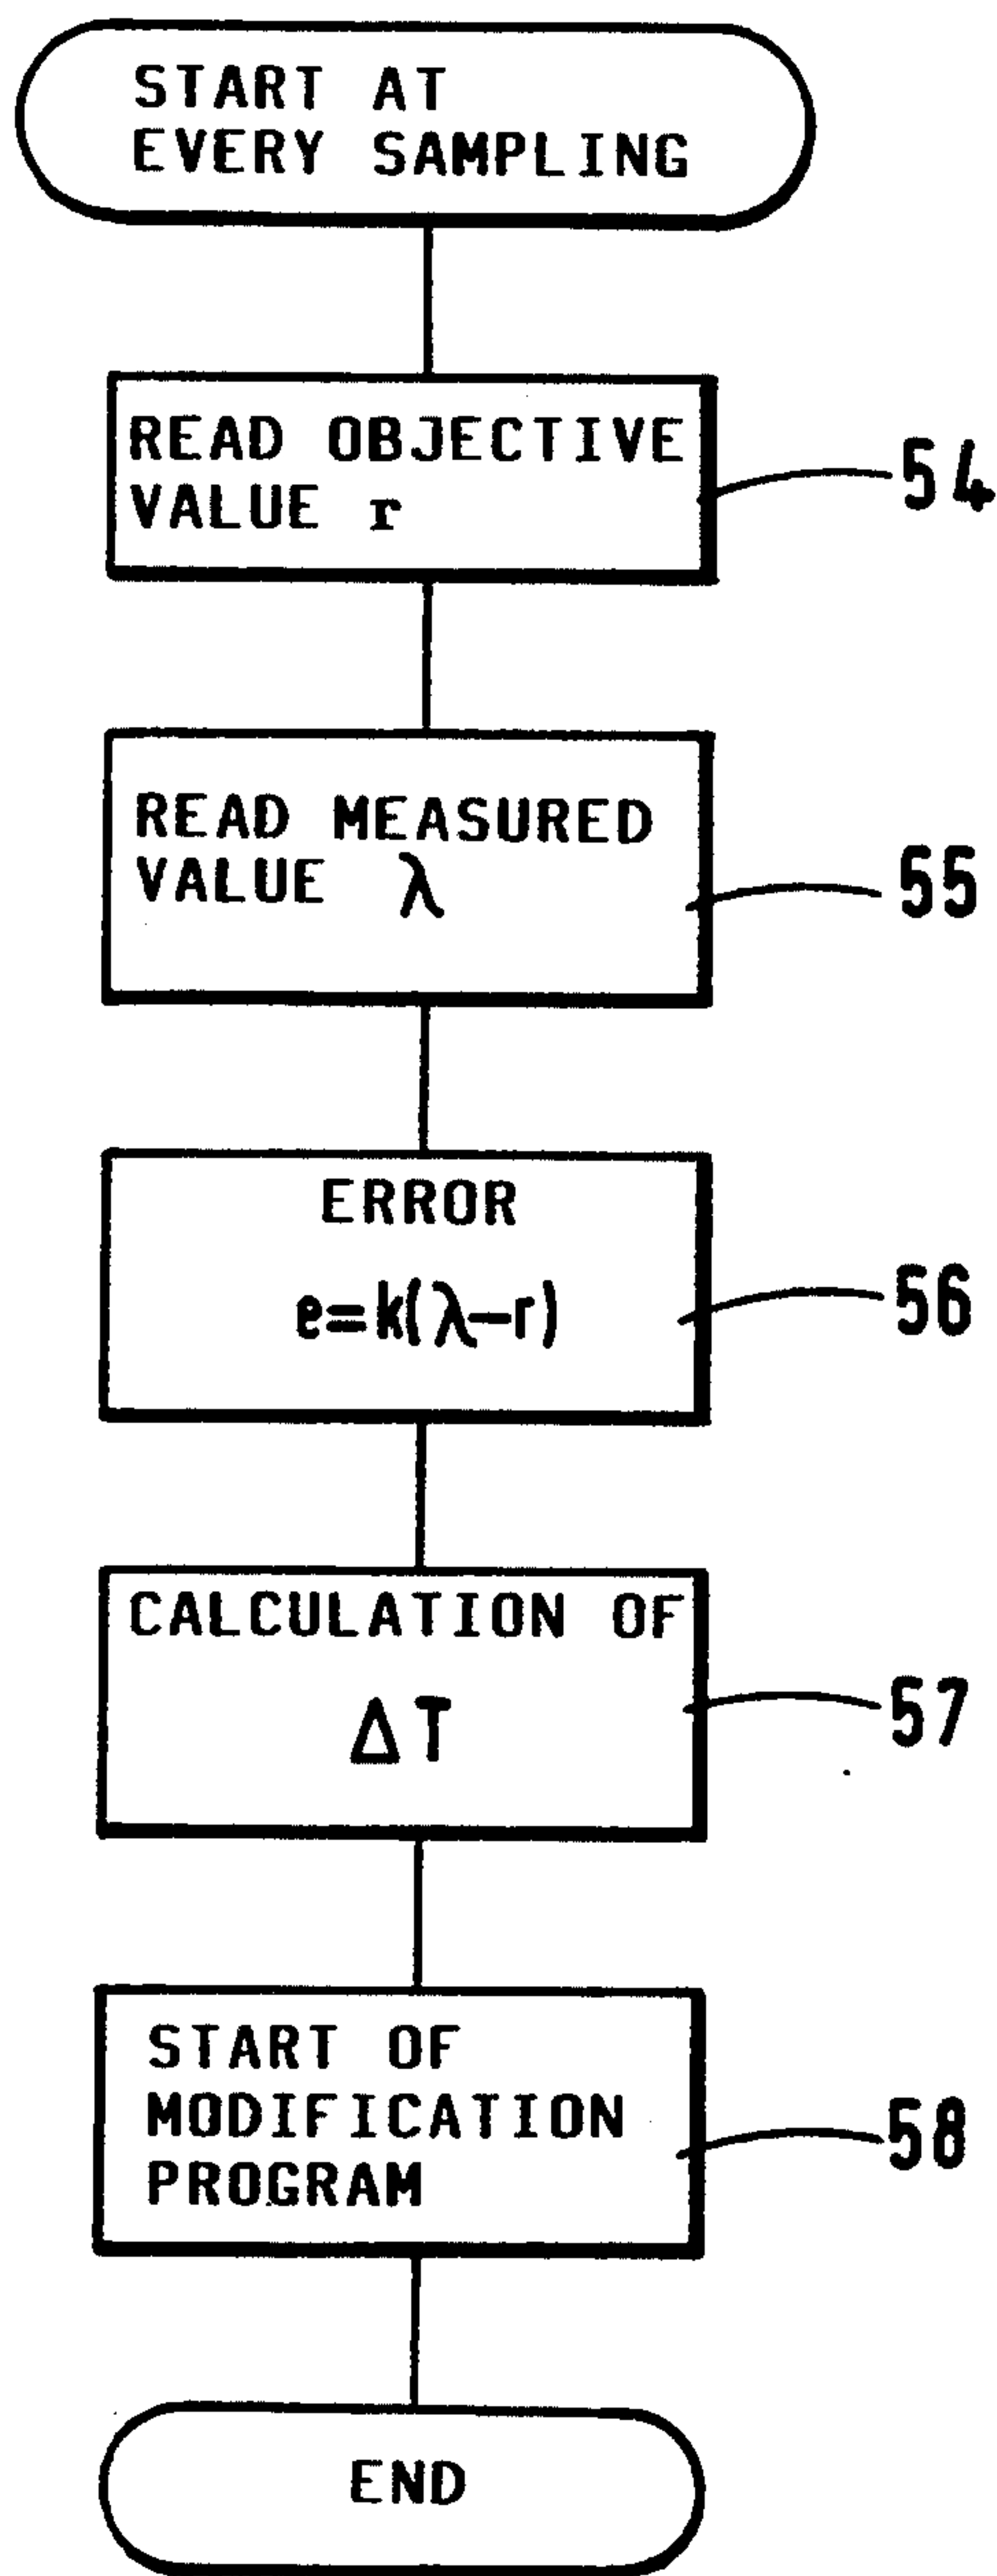 START AT
EVERY SAMPLING
READ OBJECTIVE
VALUE r
54
READ MEASURED
VALUE λ
55
ERROR
e=k(λ-r)
56
CALCULATION OF
ΔT
57
START OF
MODIFICATION
PROGRAM
58
END